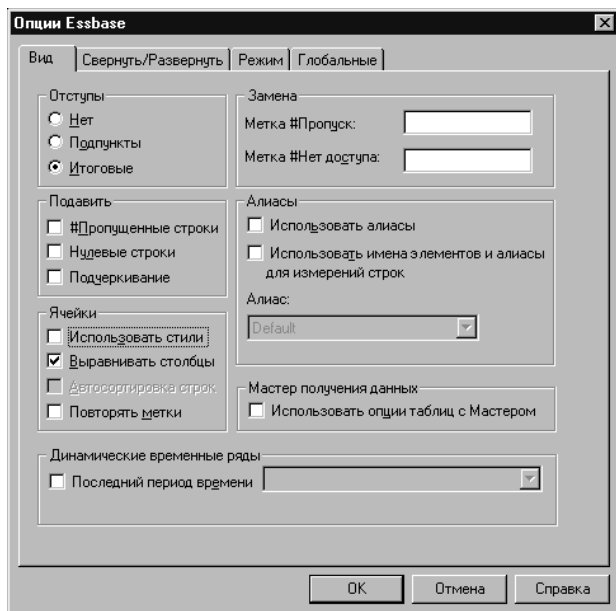 Опции Essbase
Вид Свернуть/Развернуть Режим Глобальные
Отступы
Нет
Подпункты
Итоговые
Замена
Метка #Пропуск:
Метка #Нет доступа:
Подавить
#Пропущенные строки
Нулевые строки
Подчеркивание
Алиасы
Использовать алиасы
Использовать имена элементов и алиасы
для измерений строк
Алиас:
Default
Ячейки
Использовать стили
Выравнивать столбцы
Автосортировка строк
Повторять метки
Мастер получения данных
Использовать опции таблиц с Мастером
Динамические временные ряды
Последний период времени
OK Отмена Справка